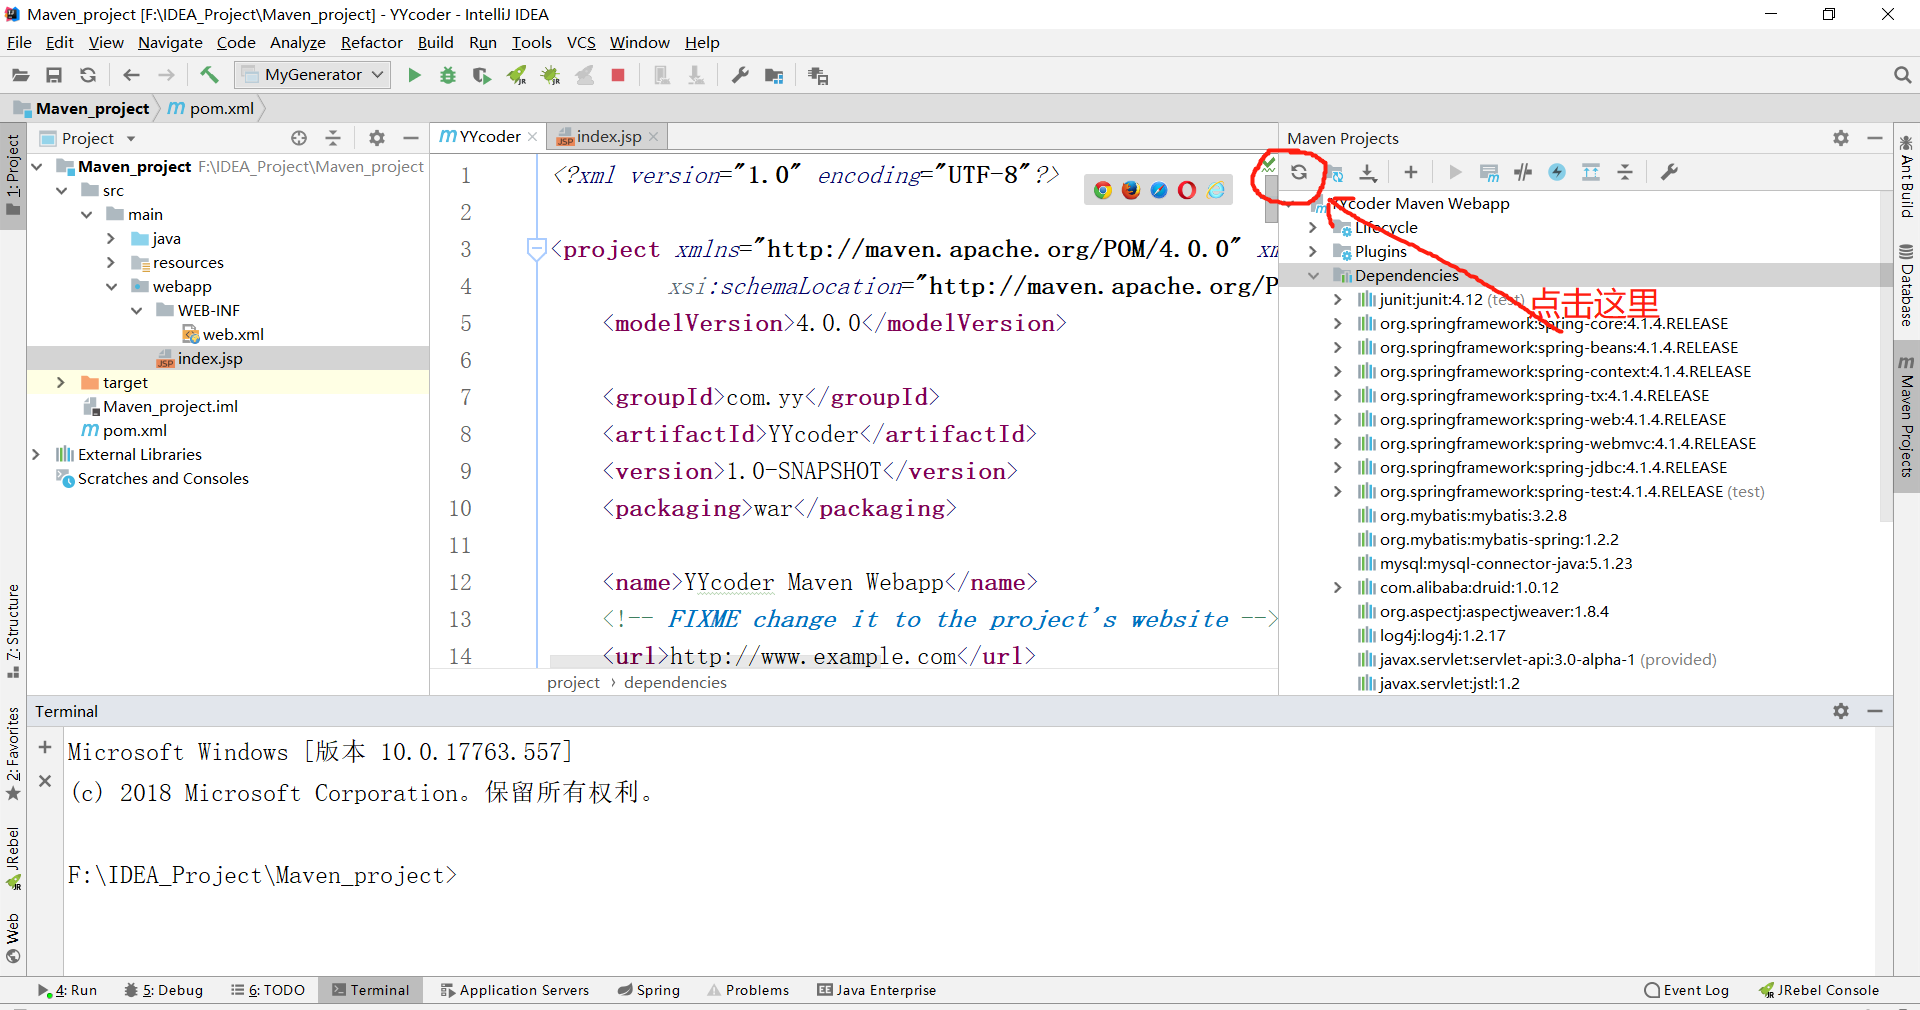 Maven_project [F:\IDEA_Project\Maven_project] - YYcoder - IntelliJ IDEA
File Edit View Navigate Code Analyze Refactor Build Run Tools VCS Window Help
MyGenerator
Maven_project pom.xml
1: Project
Z: Structure
2: Favorites
JRebel
Web
Project
Maven_project F:\IDEA_Project\Maven_project
src
main
java
resources
webapp
WEB-INF
web.xml
index.jsp
target
Maven_project.iml
pom.xml
External Libraries
Scratches and Consoles
YYcoder index.jsp
1 <?xml version="1.0" encoding="UTF-8"?>
2
3 <project xmlns="http://maven.apache.org/POM/4.0.0" xm
4 xsi:schemaLocation="http://maven.apache.org/P
5 <modelVersion>4.0.0</modelVersion>
6
7 <groupId>com.yy</groupId>
8 <artifactId>YYcoder</artifactId>
9 <version>1.0-SNAPSHOT</version>
10 <packaging>war</packaging>
11
12 <name>YYcoder Maven Webapp</name>
13 <!-- FIXME change it to the project's website -->
14 <url>http://www.example.com</url>
project › dependencies
Maven Projects
YYcoder Maven Webapp
Lifecycle
Plugins
Dependencies
junit:junit:4.12 (test)
点击这里
org.springframework:spring-core:4.1.4.RELEASE
org.springframework:spring-beans:4.1.4.RELEASE
org.springframework:spring-context:4.1.4.RELEASE
org.springframework:spring-tx:4.1.4.RELEASE
org.springframework:spring-web:4.1.4.RELEASE
org.springframework:spring-webmvc:4.1.4.RELEASE
org.springframework:spring-jdbc:4.1.4.RELEASE
org.springframework:spring-test:4.1.4.RELEASE (test)
org.mybatis:mybatis:3.2.8
org.mybatis:mybatis-spring:1.2.2
mysql:mysql-connector-java:5.1.23
com.alibaba:druid:1.0.12
org.aspectj:aspectjweaver:1.8.4
log4j:log4j:1.2.17
javax.servlet:servlet-api:3.0-alpha-1 (provided)
javax.servlet:jstl:1.2
Ant Build
Database
Maven Projects
Terminal
Microsoft Windows [版本 10.0.17763.557]
(c) 2018 Microsoft Corporation。保留所有权利。
F:\IDEA_Project\Maven_project>
4: Run 5: Debug 6: TODO Terminal Application Servers Spring Problems Java Enterprise Event Log JRebel Console